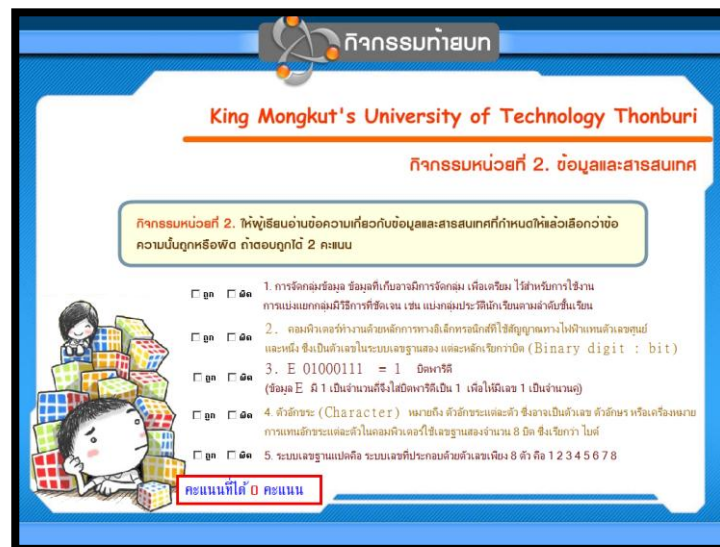 กิจกรรมท้ายบท
King Mongkut's University of Technology Thonburi
กิจกรรมหน่วยที่ 2. ข้อมูลและสารสนเทศ
กิจกรรมหน่วยที่ 2. ให้ผู้เรียนอ่านข้อความเกี่ยวกับข้อมูลและสารสนเทศที่กำหนดให้แล้วเลือกว่าข้อ
ความนั้นถูกหรือผิด ถ้าตอบถูกได้ 2 คะแนน
ถูก ผิด 1. การจัดกลุ่มข้อมูล ข้อมูลที่เก็บอาจมีการจัดกลุ่ม เพื่อเตรียม ไว้สำหรับการใช้งาน
การแบ่งแยกกลุ่มมีวิธีการที่ชัดเจน เช่น แบ่งกลุ่มประวัตินักเรียนตามลำดับชั้นเรียน
ถูก ผิด 2. คอมพิวเตอร์ทำงานด้วยหลักการทางอิเล็กทรอนิกส์ที่ใช้สัญญาณทางไฟฟ้าแทนตัวเลขศูนย์
และหนึ่ง ซึ่งเป็นตัวเลขในระบบเลขฐานสอง แต่ละหลักเรียกว่าบิต (Binary digit : bit)
ถูก ผิด 3. E 01000111 = 1 บิตพาริตี
(ข้อมูล E มี 1 เป็นจำนวนคี่จึงใส่บิตพาริตีเป็น 1 เพื่อให้มีเลข 1 เป็นจำนวนคู่)
ถูก ผิด 4. ตัวอักขระ (Character) หมายถึง ตัวอักขระแต่ละตัว ซึ่งอาจเป็นตัวเลข ตัวอักษร หรือเครื่องหมาย
การแทนอักขระแต่ละตัวในคอมพิวเตอร์ใช้เลขฐานสองจำนวน 8 บิต ซึ่งเรียกว่า ไบต์
ถูก ผิด 5. ระบบเลขฐานแปดคือ ระบบเลขที่ประกอบด้วยตัวเลขเพียง 8 ตัว คือ 1 2 3 4 5 6 7 8
คะแนนที่ได้ 0 คะแนน